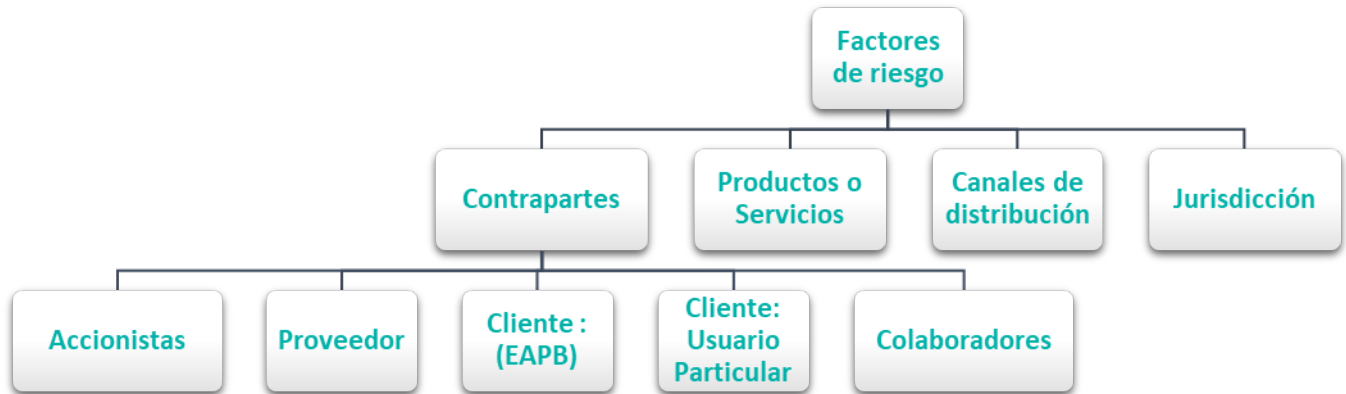 Factores
de riesgo
Contrapartes
Productos o
Servicios
Canales de
distribución
Jurisdicción
Accionistas
Proveedor
Cliente :
(EAPB)
Cliente:
Usuario
Particular
Colaboradores